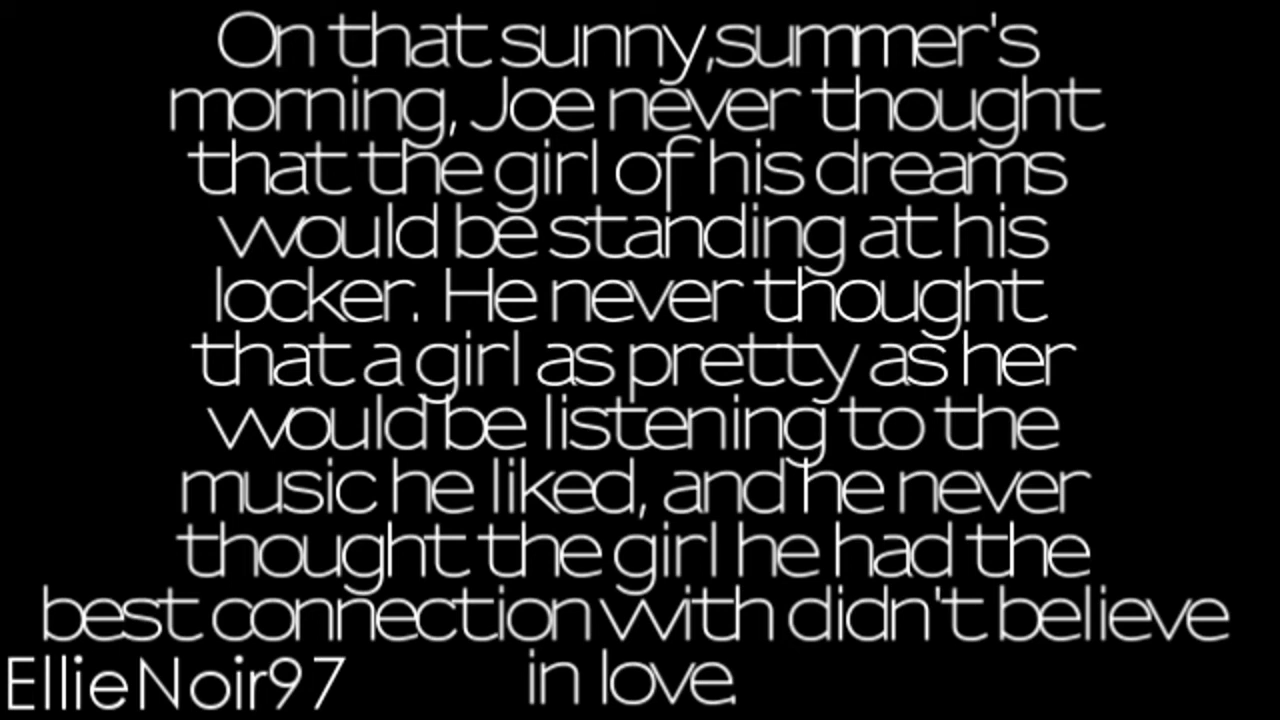 On that sunny,summer's
morning, Joe never thought
that the girl of his dreams
would be standing at his
locker. He never thought
that a girl as pretty as her
would be listening to the
music he liked, and he never
thought the girl he had the
best connection with didn't believe
in love.
EllieNoir97